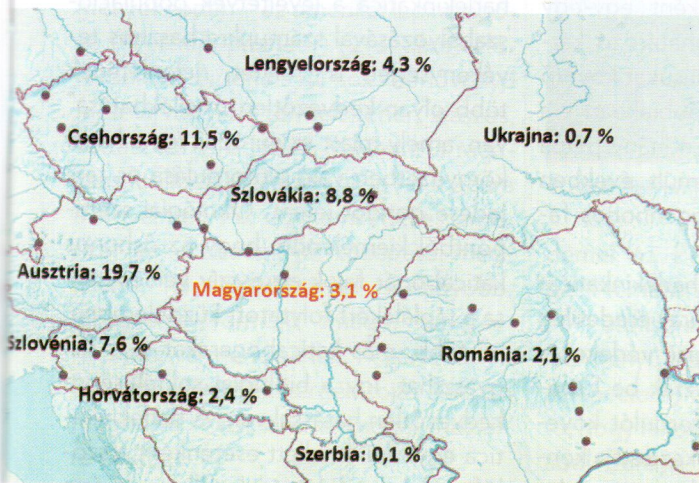 Lengyelország: 4,3 %
Csehország: 11,5 %
Ukrajna: 0,7 %
Szlovákia: 8,8 %
Ausztria: 19,7 %
Magyarország: 3,1 %
Szlovénia: 7,6 %
Románia: 2,1 %
Horvátország: 2,4 %
Szerbia: 0,1 %